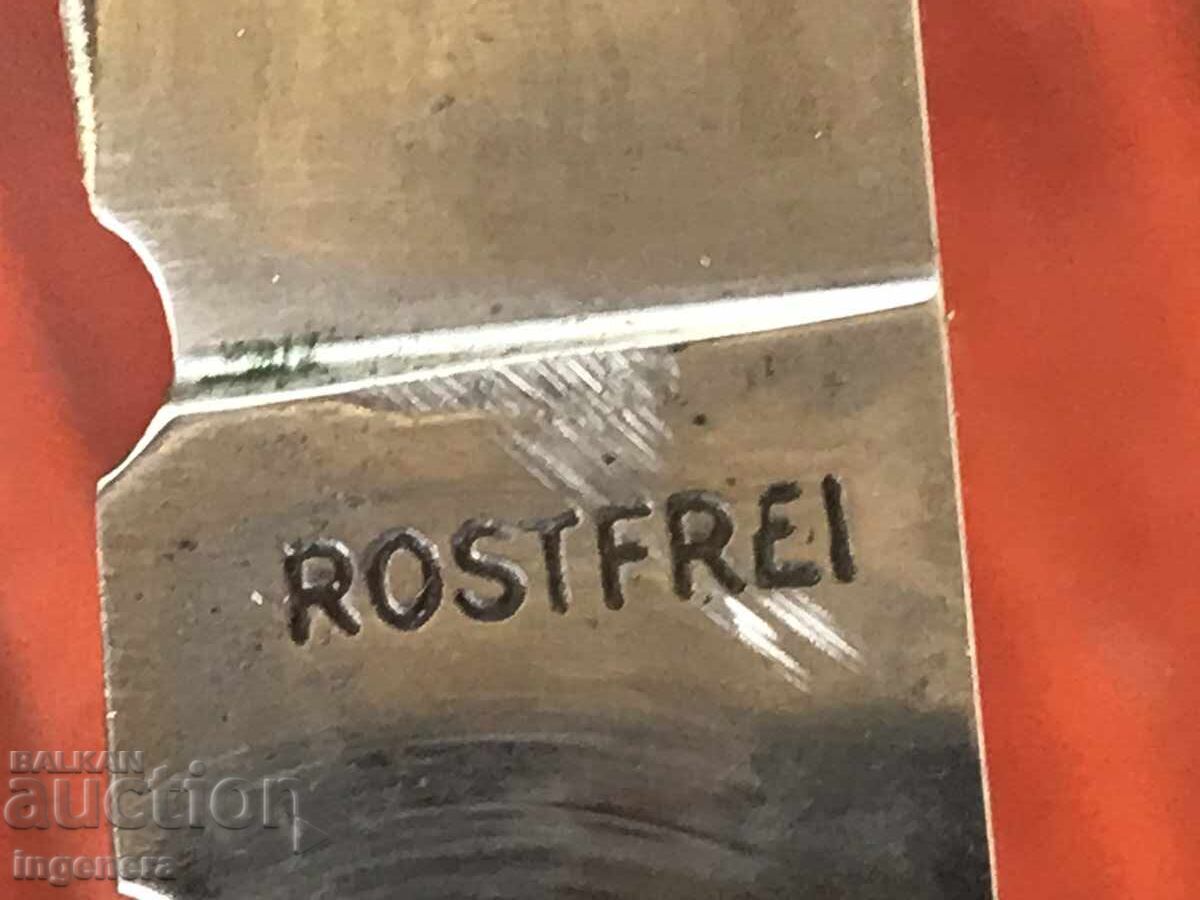 ROSTFREI
BALKAN
auction
ingenera